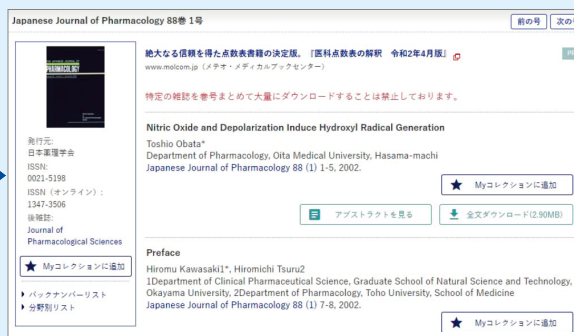 Japanese Journal of Pharmacology 88巻 1号
前の号
次の
絶大なる信頼を得た点数表書籍の決定版。『医科点数表の解釈 令和2年4月版』
www.molcom.jp（メテオ・メディカルブックセンター）
特定の雑誌を巻号まとめて大量にダウンロードすることは禁止しております。
PHARMACOLOGY
発行元:
日本薬理学会
ISSN:
0021-5198
ISSN（オンライン）:
1347-3506
後継誌:
Journal of
Pharmacological Sciences
Myコレクションに追加
バックナンバーリスト
分野別リスト
Nitric Oxide and Depolarization Induce Hydroxyl Radical Generation
Toshio Obata*
Department of Pharmacology, Oita Medical University, Hasama-machi
Japanese Journal of Pharmacology 88 (1) 1-5, 2002.
Myコレクションに追加
アブストラクトを見る
全文ダウンロード(2.90MB)
Preface
Hiromu Kawasaki1*, Hiromichi Tsuru2
1Department of Clinical Pharmaceutical Science, Graduate School of Natural Science and Technology,
Okayama University, 2Department of Pharmacology, Toho University, School of Medicine
Japanese Journal of Pharmacology 88 (1) 7-8, 2002.
Myコレクションに追加